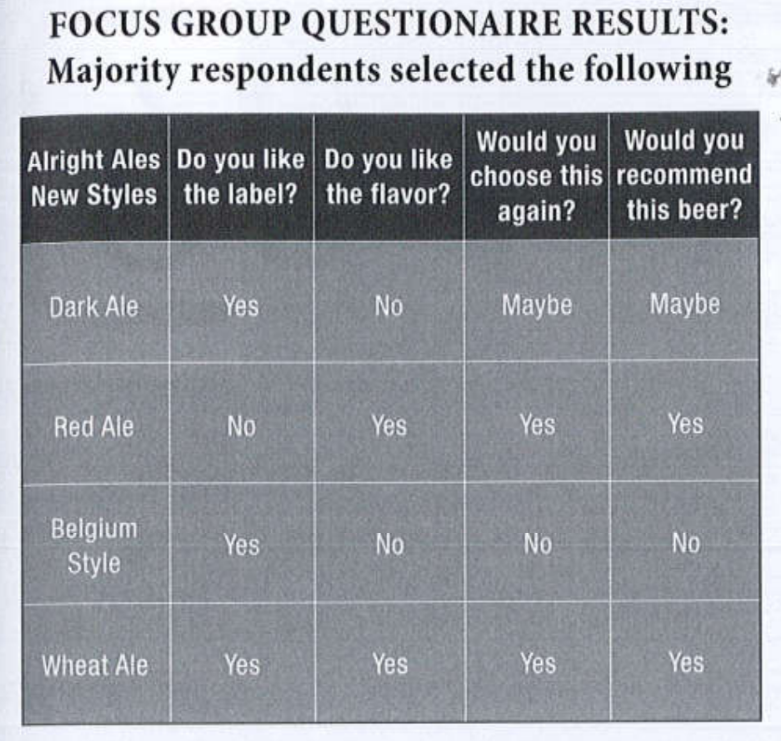 FOCUS GROUP QUESTIONAIRE RESULTS:
Majority respondents selected the following
Alright Ales New Styles | Do you like the label? | Do you like the flavor? | Would you choose this again? | Would you recommend this beer?
Dark Ale | Yes | No | Maybe | Maybe
Red Ale | No | Yes | Yes | Yes
Belgium Style | Yes | No | No | No
Wheat Ale | Yes | Yes | Yes | Yes